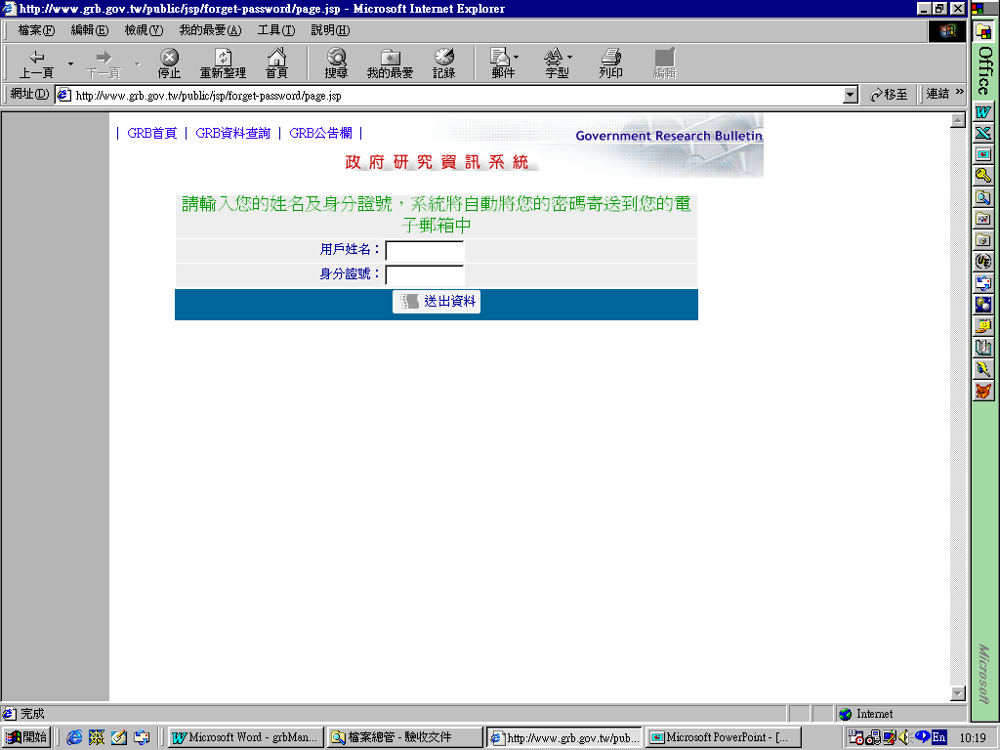 http://www.grb.gov.tw/public/jsp/forget-password/page.jsp - Microsoft Internet Explorer
檔案(F) 編輯(E) 檢視(V) 我的最愛(A) 工具(T) 說明(H)
上一頁 下一頁 停止 重新整理 首頁 搜尋 我的最愛 記錄 郵件 字型 列印 編輯
網址(D) http://www.grb.gov.tw/public/jsp/forget-password/page.jsp 移至 連結 »
Office
| GRB首頁 | GRB資料查詢 | GRB公告欄 |
Government Research Bulletin
政府研究資訊系統
請輸入您的姓名及身分證號，系統將自動將您的密碼寄送到您的電
子郵箱中
用戶姓名：
身分證號：
送出資料
Microsoft
完成 Internet
開始 Microsoft Word - grbMan... 檔案總管 - 驗收文件 http://www.grb.gov.tw/pub... Microsoft PowerPoint - [... En 10:19